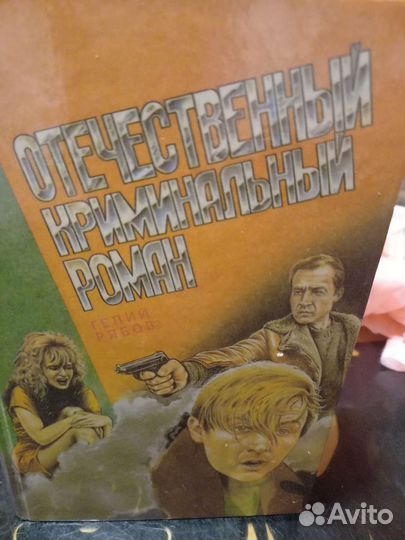 ОТЕЧЕСТВЕННЫЙ
КРИМИНАЛЬНЫЙ
РОМАН
ГЕЛИЙ
РЯБОВ
Avito